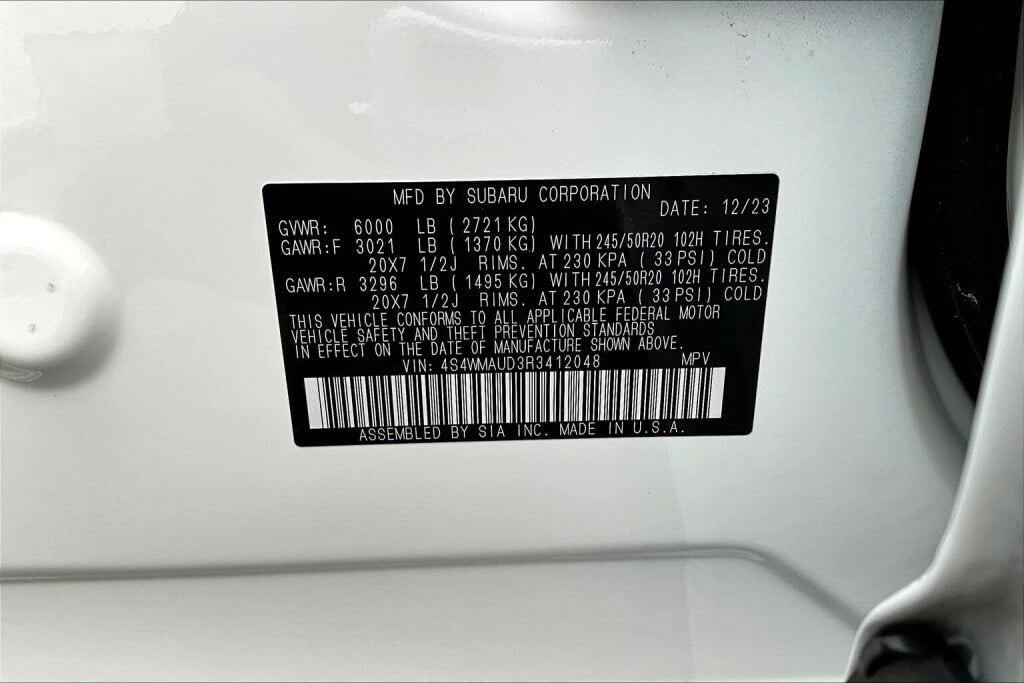 MFD BY SUBARU CORPORATION
DATE: 12/23
GVWR: 6000 LB ( 2721 KG)
GAWR:F 3021 LB ( 1370 KG) WITH 245/50R20 102H TIRES.
20X7 1/2J RIMS. AT 230 KPA ( 33 PSI) COLD
GAWR:R 3296 LB ( 1495 KG) WITH 245/50R20 102H TIRES.
20X7 1/2J RIMS. AT 230 KPA ( 33 PSI) COLD
THIS VEHICLE CONFORMS TO ALL APPLICABLE FEDERAL MOTOR
VEHICLE SAFETY AND THEFT PREVENTION STANDARDS
IN EFFECT ON THE DATE OF MANUFACTURE SHOWN ABOVE.
VIN: 4S4WMAUD3R3412048 MPV
ASSEMBLED BY SIA INC. MADE IN U.S.A.